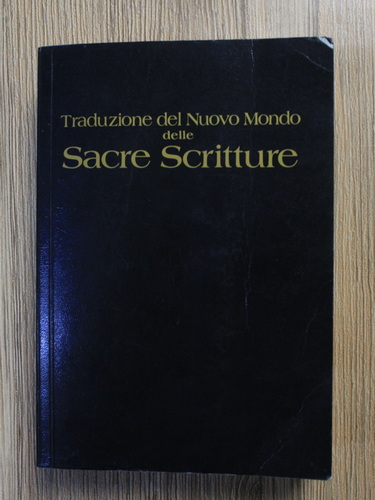 Traduzione del Nuovo Mondo
delle
Sacre Scritture